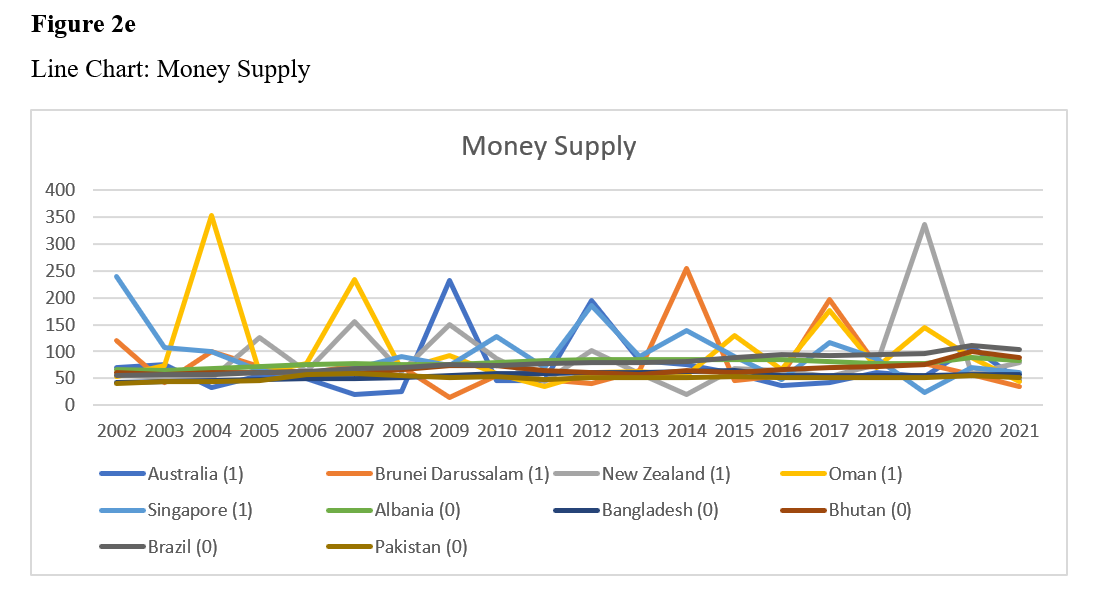 Figure 2e
Line Chart: Money Supply
Money Supply
400
350
300
250
200
150
100
50
0
2002 2003 2004 2005 2006 2007 2008 2009 2010 2011 2012 2013 2014 2015 2016 2017 2018 2019 2020 2021
Australia (1) Brunei Darussalam (1) New Zealand (1) Oman (1)
Singapore (1) Albania (0) Bangladesh (0) Bhutan (0)
Brazil (0) Pakistan (0)